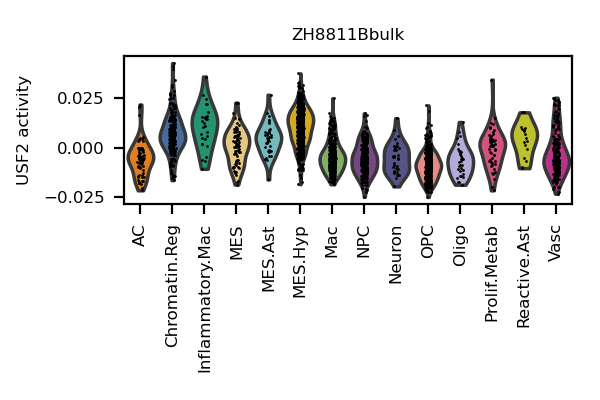 ZH8811Bbulk
USF2 activity
0.025
0.000
−0.025
AC
Chromatin.Reg
Inflammatory.Mac
MES
MES.Ast
MES.Hyp
Mac
NPC
Neuron
OPC
Oligo
Prolif.Metab
Reactive.Ast
Vasc